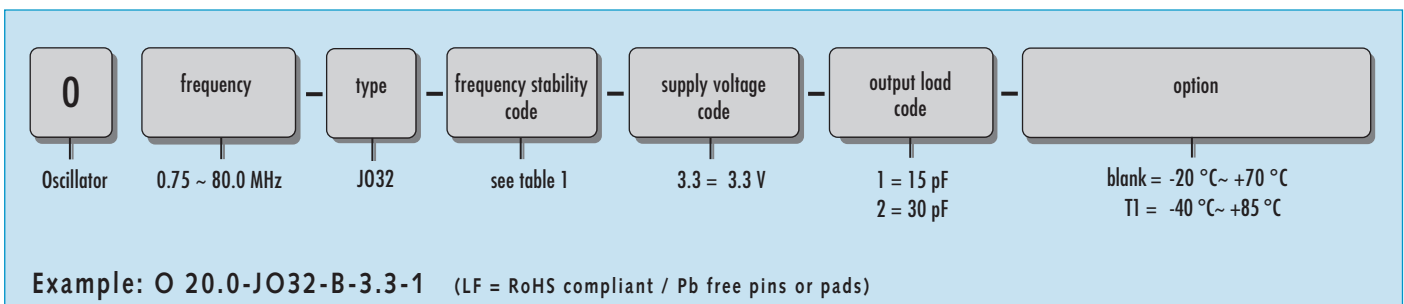 O
frequency
–
type
–
frequency stability
code
–
supply voltage
code
–
output load
code
–
option
Oscillator
0.75 ~ 80.0 MHz
JO32
see table 1
3.3 = 3.3 V
1 = 15 pF
2 = 30 pF
blank = -20 °C~ +70 °C
T1 = -40 °C~ +85 °C
Example: O 20.0-JO32-B-3.3-1 (LF = RoHS compliant / Pb free pins or pads)